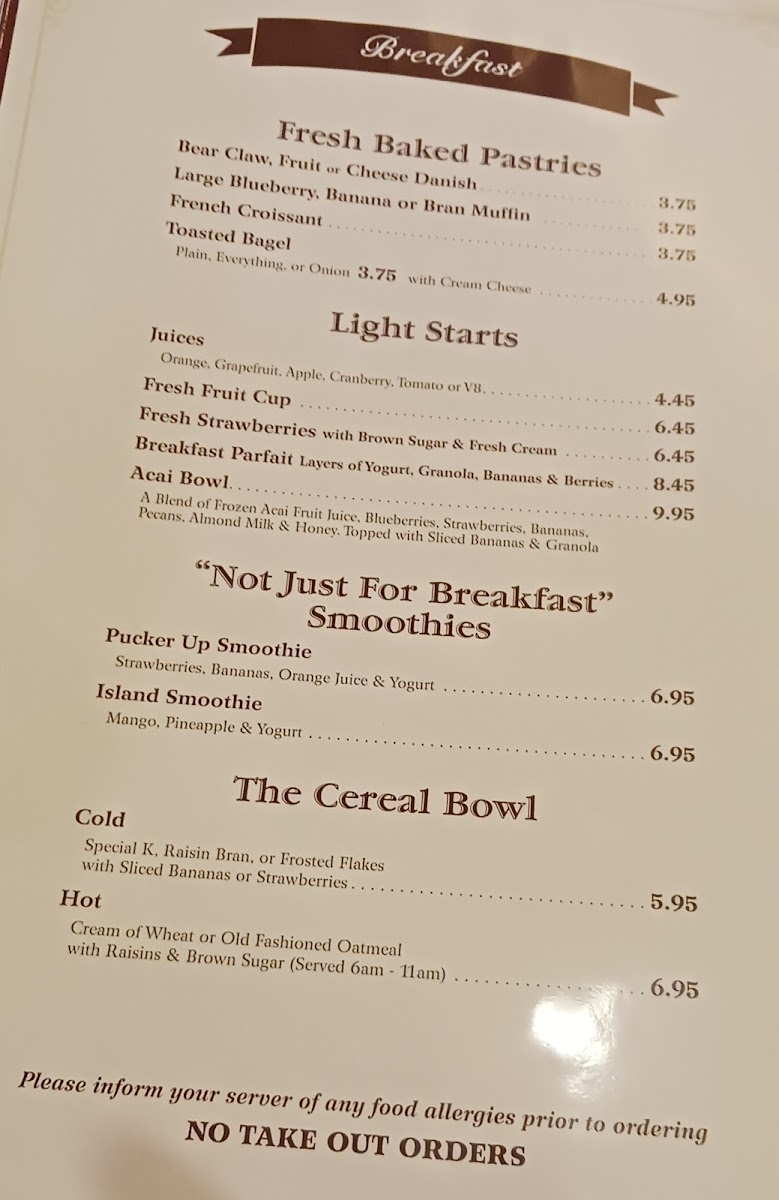 Breakfast
Fresh Baked Pastries
Bear Claw, Fruit or Cheese Danish 3.75
Large Blueberry, Banana or Bran Muffin 3.75
French Croissant 3.75
Toasted Bagel
Plain, Everything, or Onion 3.75 with Cream Cheese 4.95
Light Starts
Juices
Orange, Grapefruit, Apple, Cranberry, Tomato or V8 4.45
Fresh Fruit Cup 6.45
Fresh Strawberries with Brown Sugar & Fresh Cream 6.45
Breakfast Parfait Layers of Yogurt, Granola, Bananas & Berries 8.45
Acai Bowl 9.95
A Blend of Frozen Acai Fruit Juice, Blueberries, Strawberries, Bananas,
Pecans, Almond Milk & Honey. Topped with Sliced Bananas & Granola
“Not Just For Breakfast”
Smoothies
Pucker Up Smoothie
Strawberries, Bananas, Orange Juice & Yogurt 6.95
Island Smoothie
Mango, Pineapple & Yogurt 6.95
The Cereal Bowl
Cold
Special K, Raisin Bran, or Frosted Flakes
with Sliced Bananas or Strawberries 5.95
Hot
Cream of Wheat or Old Fashioned Oatmeal
with Raisins & Brown Sugar (Served 6am - 11am) 6.95
Please inform your server of any food allergies prior to ordering
NO TAKE OUT ORDERS